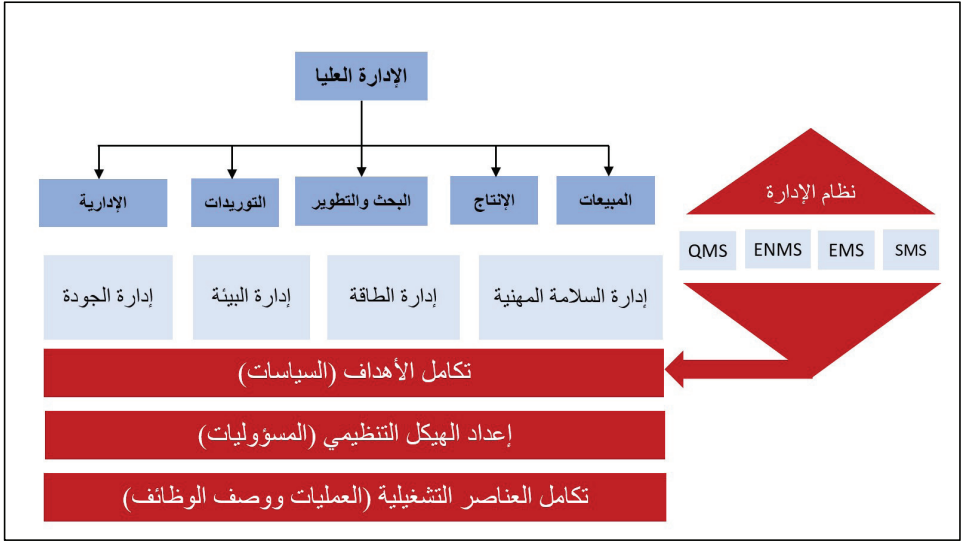 الإدارة العليا
المبيعات
الإنتاج
البحث والتطوير
التوريدات
الإدارية
نظام الإدارة
SMS
EMS
ENMS
QMS
إدارة السلامة المهنية
إدارة الطاقة
إدارة البيئة
إدارة الجودة
تكامل الأهداف (السياسات)
إعداد الهيكل التنظيمي (المسؤوليات)
تكامل العناصر التشغيلية (العمليات ووصف الوظائف)